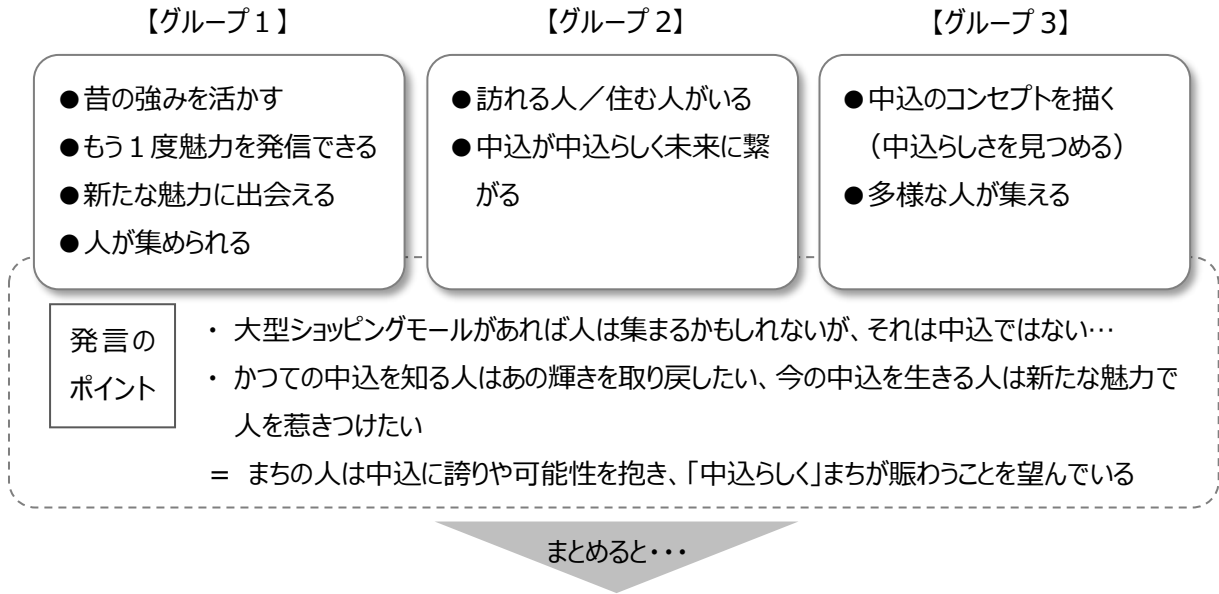 【グループ１】
●昔の強みを活かす
●もう１度魅力を発信できる
●新たな魅力に出会える
●人が集められる
【グループ２】
●訪れる人／住む人がいる
●中込が中込らしく未来に繋
がる
【グループ３】
●中込のコンセプトを描く
（中込らしさを見つめる）
●多様な人が集える
発言の
ポイント
・ 大型ショッピングモールがあれば人は集まるかもしれないが、それは中込ではない…
・ かつての中込を知る人はあの輝きを取り戻したい、今の中込を生きる人は新たな魅力で
人を惹きつけたい
＝ まちの人は中込に誇りや可能性を抱き、「中込らしく」まちが賑わうことを望んでいる
まとめると・・・